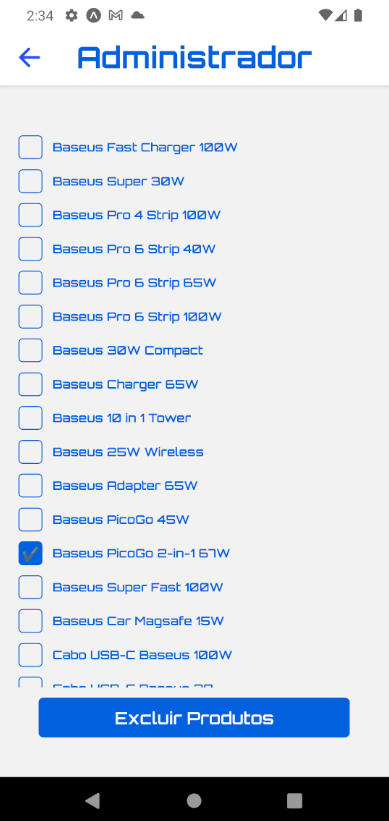 2:34
Administrador
Baseus Fast Charger 100W
Baseus Super 30W
Baseus Pro 4 Strip 100W
Baseus Pro 6 Strip 40W
Baseus Pro 6 Strip 65W
Baseus Pro 6 Strip 100W
Baseus 30W Compact
Baseus Charger 65W
Baseus 10 in 1 Tower
Baseus 25W Wireless
Baseus Adapter 65W
Baseus PicoGo 45W
Baseus PicoGo 2-in-1 67W
Baseus Super Fast 100W
Baseus Car Magsafe 15W
Cabo USB-C Baseus 100W
Cabo USB-C Baseus
Excluir Produtos